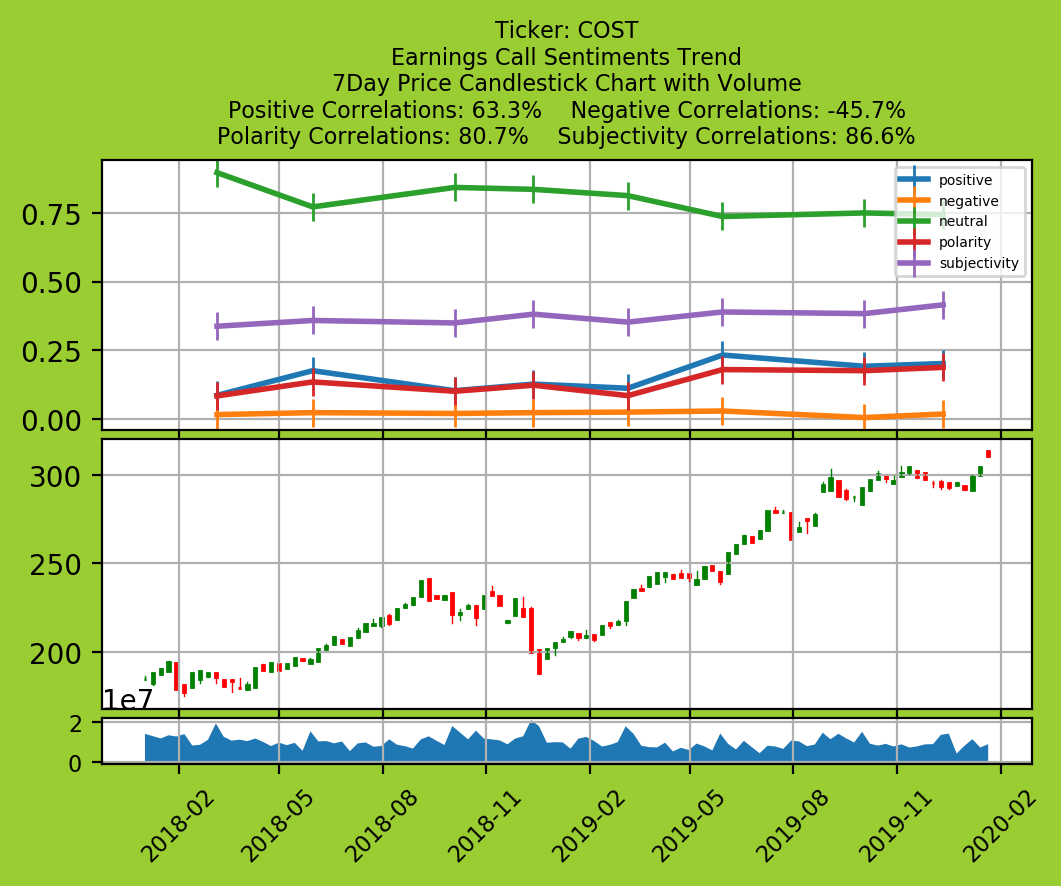 Ticker: COST
Earnings Call Sentiments Trend
7Day Price Candlestick Chart with Volume
Positive Correlations: 63.3%    Negative Correlations: -45.7%
Polarity Correlations: 80.7%    Subjectivity Correlations: 86.6%
positive
negative
neutral
polarity
subjectivity
0.75
0.50
0.25
0.00
300
250
200
1e7
2
0
2018-02
2018-05
2018-08
2018-11
2019-02
2019-05
2019-08
2019-11
2020-02